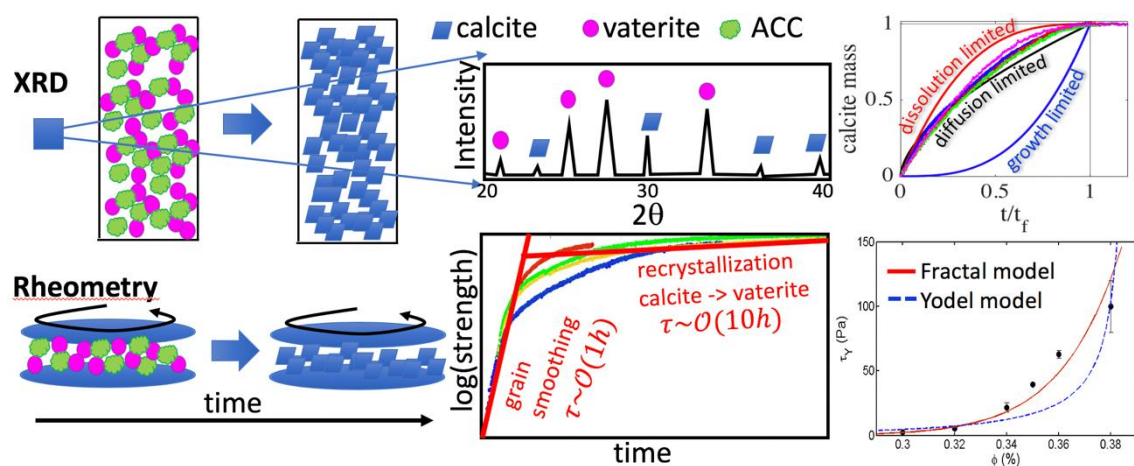 calcite vaterite ACC
XRD
Intensity
20 30 40
2θ
1
0.5
0
calcite mass
dissolution limited
diffusion limited
growth limited
0 0.5 1
t/t_f
Rheometry
time
log(strength)
grain
smoothing
τ~𝒪(1h)
recrystallization
calcite -> vaterite
τ~𝒪(10h)
time
150
100
50
0
τ_Y (Pa)
Fractal model
Yodel model
0.3 0.32 0.34 0.36 0.38
ϕ (%)